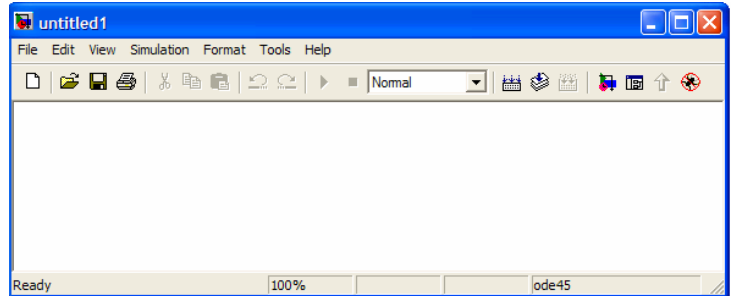 untitled1
File Edit View Simulation Format Tools Help
Normal
Ready 100% ode45